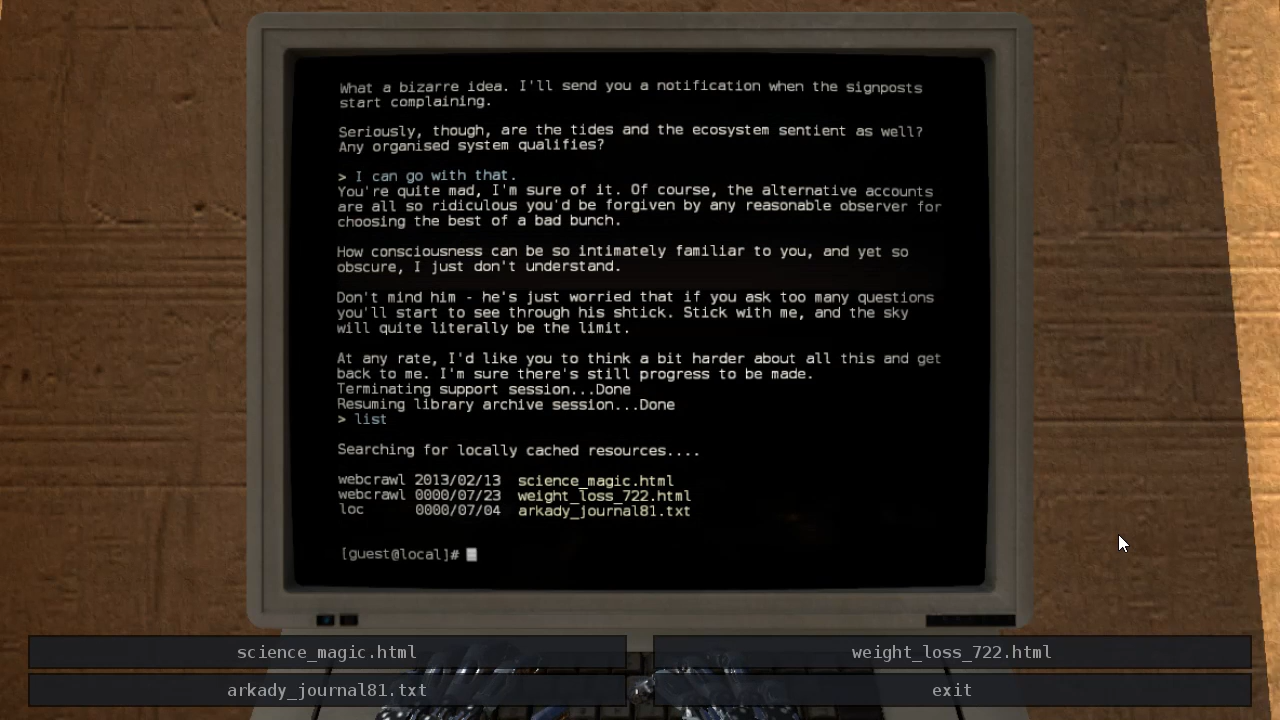 What a bizarre idea. I'll send you a notification when the signposts
start complaining.
Seriously, though, are the tides and the ecosystem sentient as well?
Any organised system qualifies?
> I can go with that.
You're quite mad, I'm sure of it. Of course, the alternative accounts
are all so ridiculous you'd be forgiven by any reasonable observer for
choosing the best of a bad bunch.
How consciousness can be so intimately familiar to you, and yet so
obscure, I just don't understand.
Don't mind him - he's just worried that if you ask too many questions
you'll start to see through his shtick. Stick with me, and the sky
will quite literally be the limit.
At any rate, I'd like you to think a bit harder about all this and get
back to me. I'm sure there's still progress to be made.
Terminating support session...Done
Resuming library archive session...Done
> list
Searching for locally cached resources....
webcrawl 2013/02/13 science_magic.html
webcrawl 0000/07/23 weight_loss_722.html
loc 0000/07/04 arkady_journal81.txt
[guest@local]#
science_magic.html
weight_loss_722.html
arkady_journal81.txt
exit